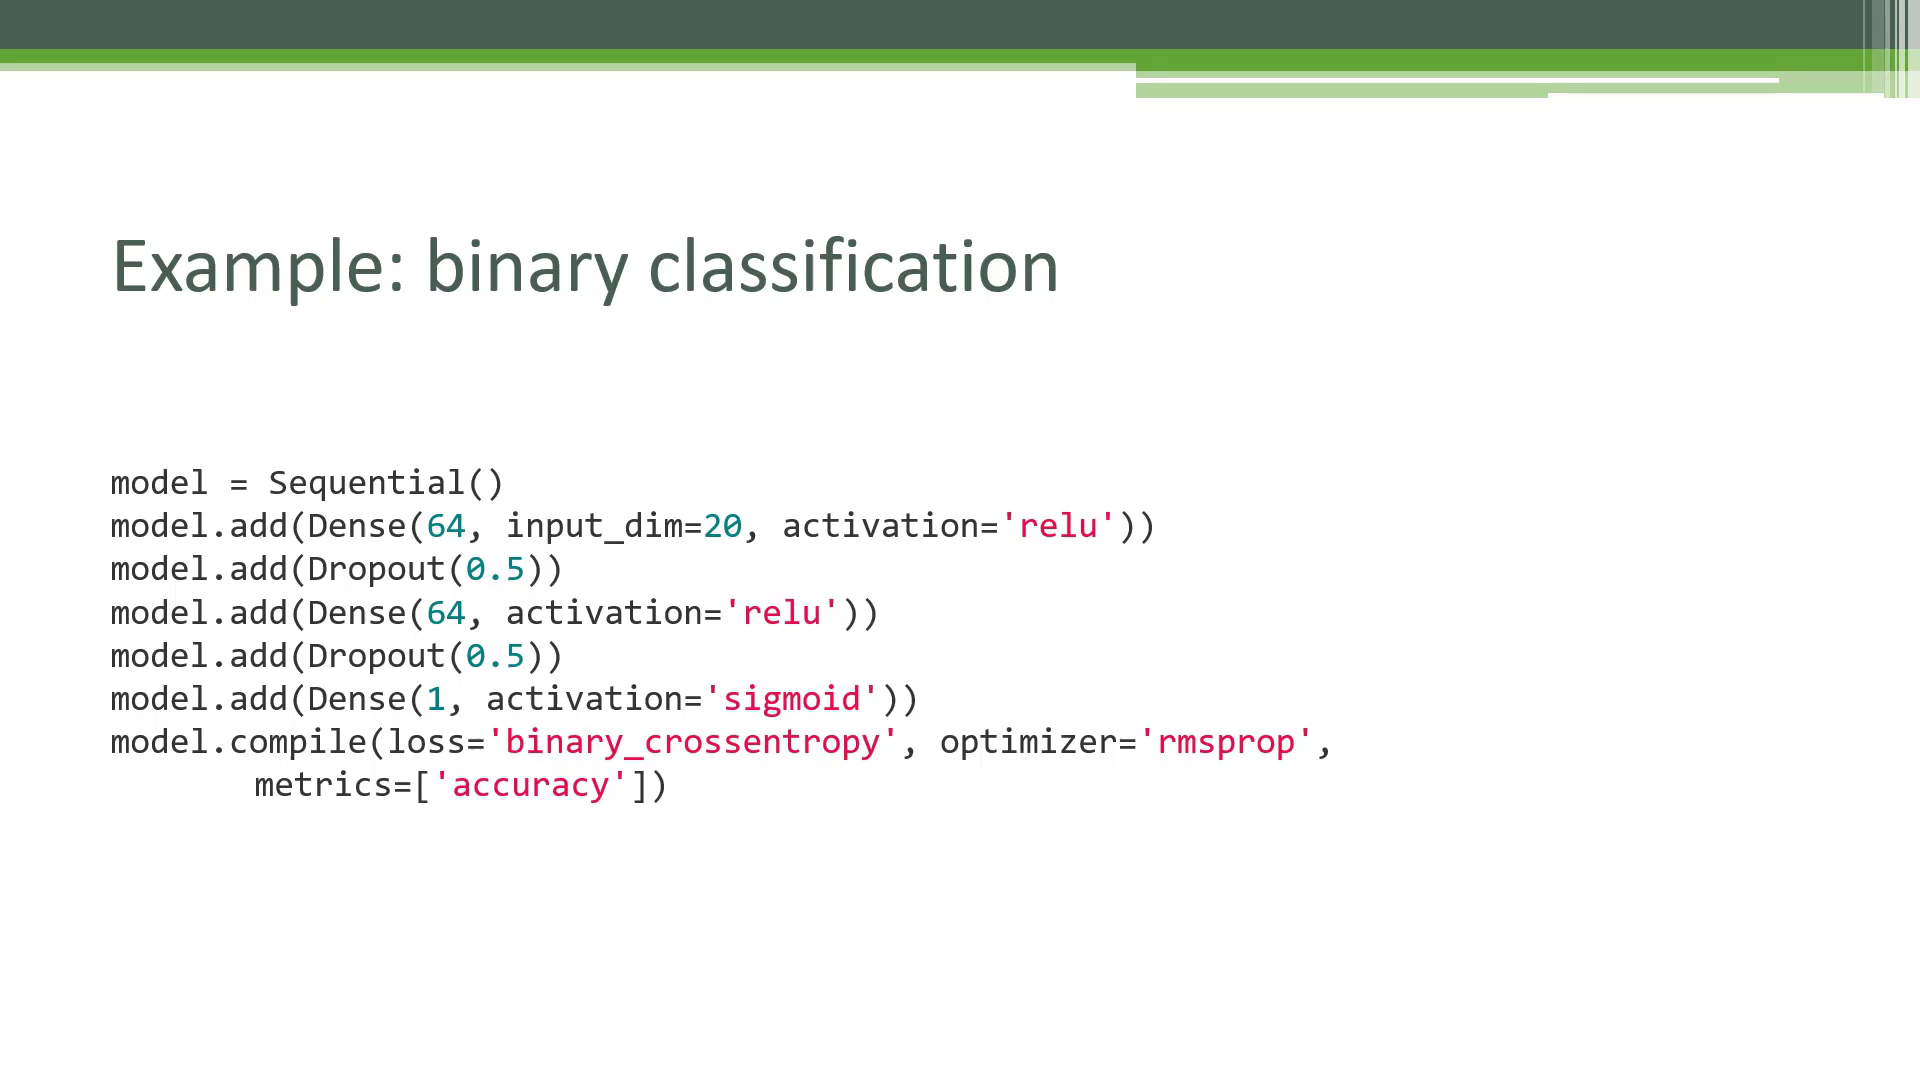 Example: binary classification
model = Sequential()
model.add(Dense(64, input_dim=20, activation='relu'))
model.add(Dropout(0.5))
model.add(Dense(64, activation='relu'))
model.add(Dropout(0.5))
model.add(Dense(1, activation='sigmoid'))
model.compile(loss='binary_crossentropy', optimizer='rmsprop',
metrics=['accuracy'])